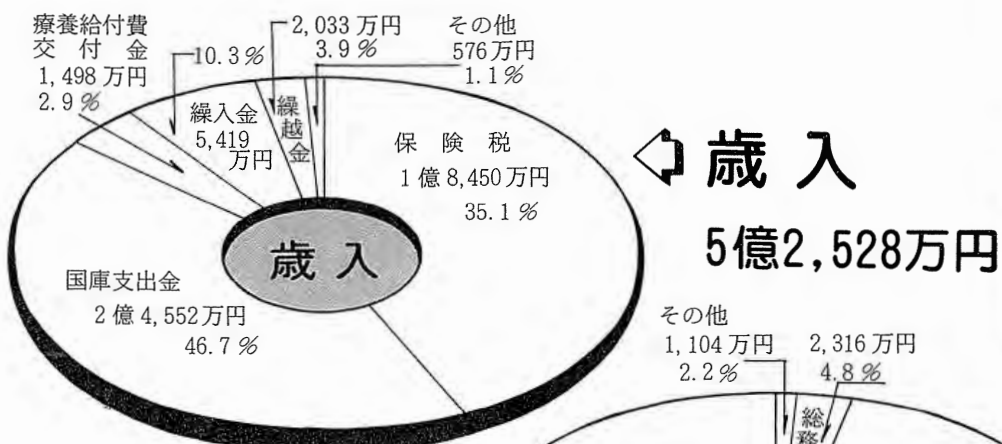 療養給付費
交付金
1,498万円
2.9%
10.3%
繰入金
5,419
万円
2,033万円
3.9%
繰越金
その他
576万円
1.1%
保険税
1億8,450万円
35.1%
国庫支出金
2億4,552万円
46.7%
歳入
歳入
5億2,528万円
その他
1,104万円
2.2%
2,316万円
4.8%
総務